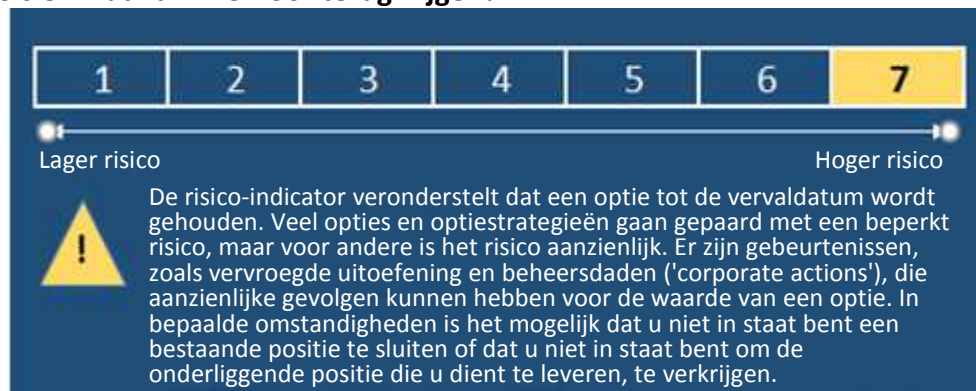 1 2 3 4 5 6 7
Lager risico Hoger risico
De risico-indicator veronderstelt dat een optie tot de vervaldatum wordt
gehouden. Veel opties en optiestrategieën gaan gepaard met een beperkt
risico, maar voor andere is het risico aanzienlijk. Er zijn gebeurtenissen,
zoals vervroegde uitoefening en beheersdaden ('corporate actions'), die
aanzienlijke gevolgen kunnen hebben voor de waarde van een optie. In
bepaalde omstandigheden is het mogelijk dat u niet in staat bent een
bestaande positie te sluiten of dat u niet in staat bent om de
onderliggende positie die u dient te leveren, te verkrijgen.
!